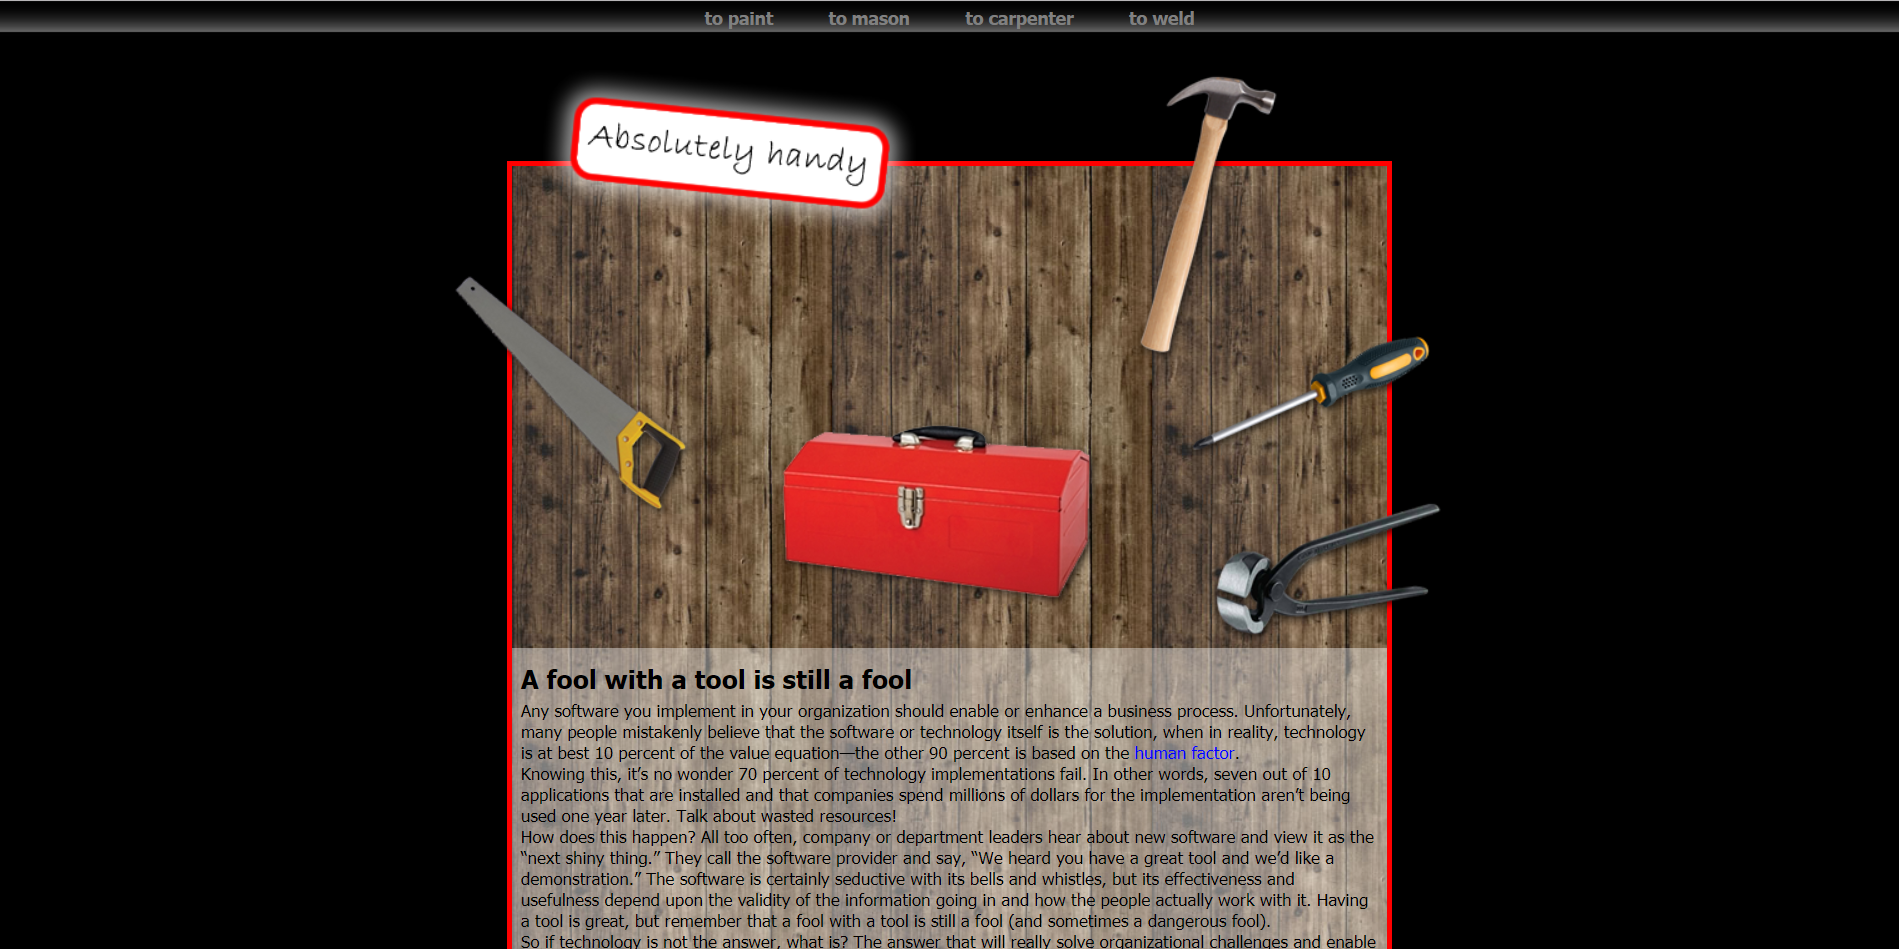 to paint to mason to carpenter to weld
Absolutely handy
A fool with a tool is still a fool
Any software you implement in your organization should enable or enhance a business process. Unfortunately,
many people mistakenly believe that the software or technology itself is the solution, when in reality, technology
is at best 10 percent of the value equation—the other 90 percent is based on the human factor.
Knowing this, it’s no wonder 70 percent of technology implementations fail. In other words, seven out of 10
applications that are installed and that companies spend millions of dollars for the implementation aren’t being
used one year later. Talk about wasted resources!
How does this happen? All too often, company or department leaders hear about new software and view it as the
“next shiny thing.” They call the software provider and say, “We heard you have a great tool and we’d like a
demonstration.” The software is certainly seductive with its bells and whistles, but its effectiveness and
usefulness depend upon the validity of the information going in and how the people actually work with it. Having
a tool is great, but remember that a fool with a tool is still a fool (and sometimes a dangerous fool).
So if technology is not the answer, what is? The answer that will really solve organizational challenges and enable